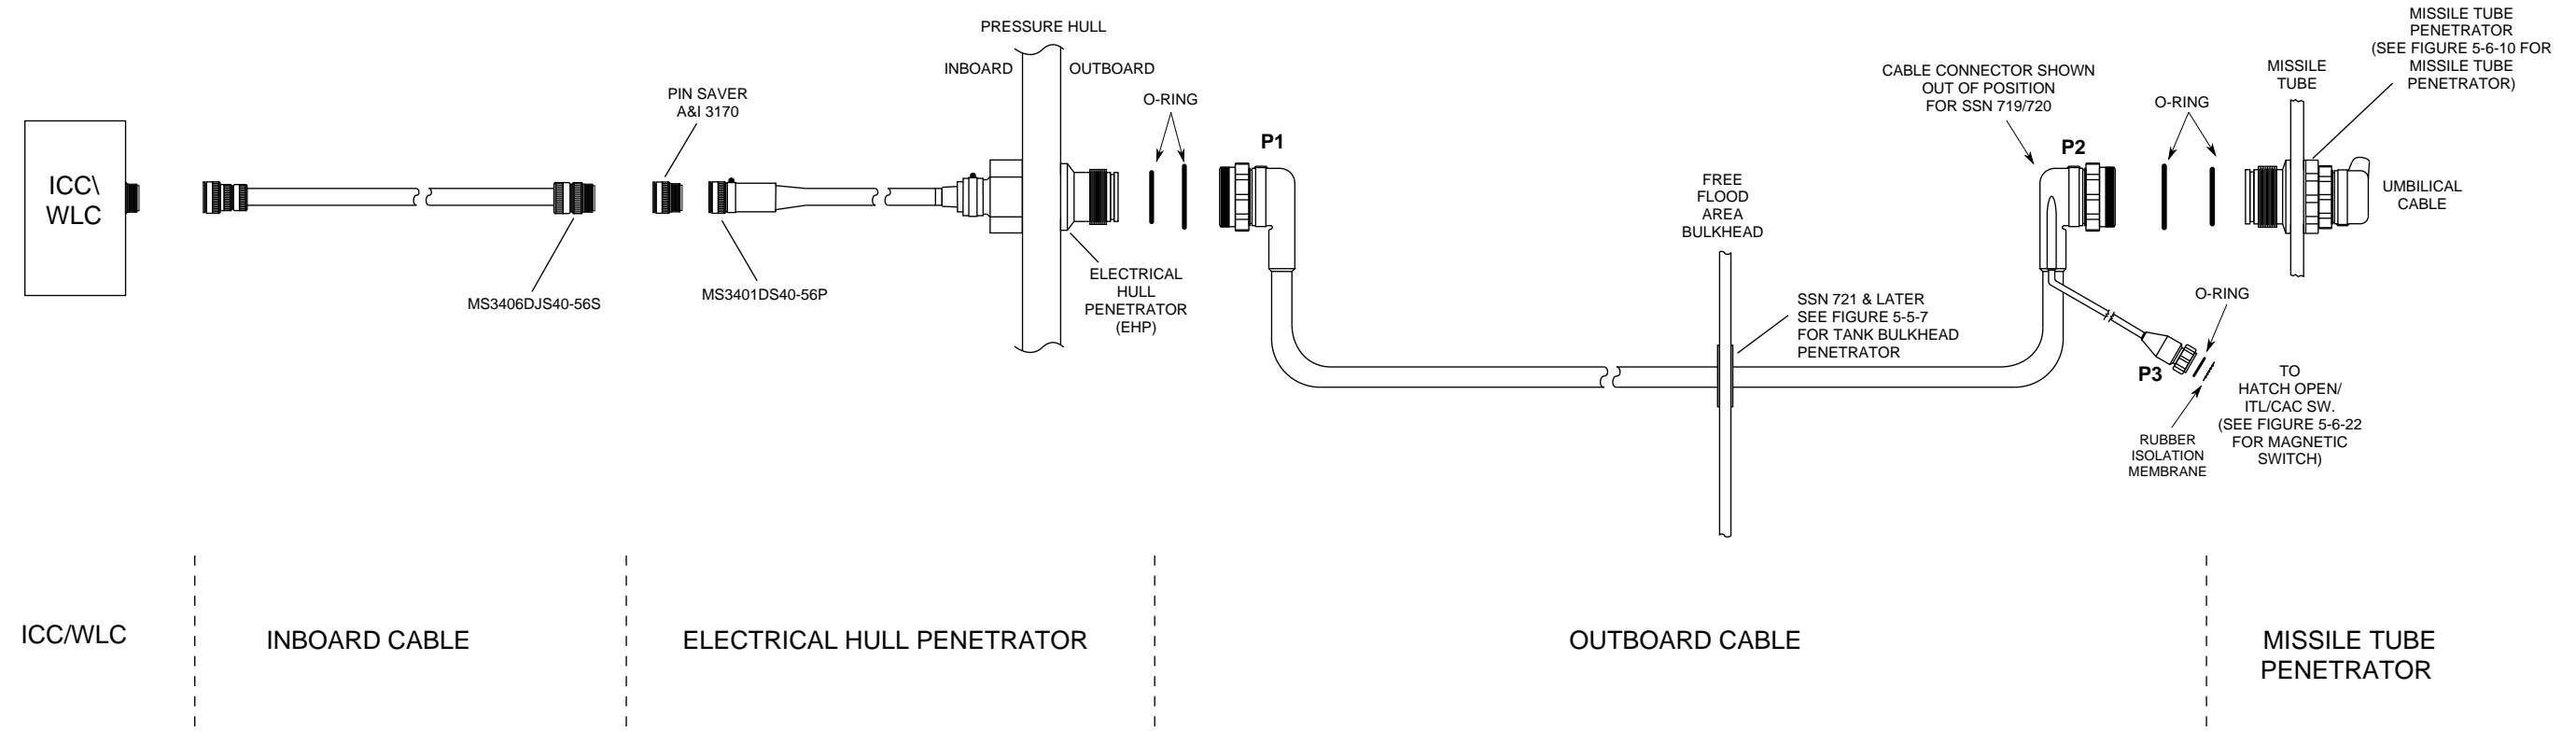 ICC\
WLC
MS3406DJS40-56S
PIN SAVER
A&I 3170
MS3401DS40-56P
PRESSURE HULL
INBOARD
OUTBOARD
ELECTRICAL
HULL
PENETRATOR
(EHP)
O-RING
P1
FREE
FLOOD
AREA
BULKHEAD
SSN 721 & LATER
SEE FIGURE 5-5-7
FOR TANK BULKHEAD
PENETRATOR
CABLE CONNECTOR SHOWN
OUT OF POSITION
FOR SSN 719/720
P2
O-RING
MISSILE
TUBE
MISSILE TUBE
PENETRATOR
(SEE FIGURE 5-6-10 FOR
MISSILE TUBE
PENETRATOR)
UMBILICAL
CABLE
O-RING
P3
RUBBER
ISOLATION
MEMBRANE
TO
HATCH OPEN/
ITL/CAC SW.
(SEE FIGURE 5-6-22
FOR MAGNETIC
SWITCH)
ICC/WLC
INBOARD CABLE
ELECTRICAL HULL PENETRATOR
OUTBOARD CABLE
MISSILE TUBE
PENETRATOR